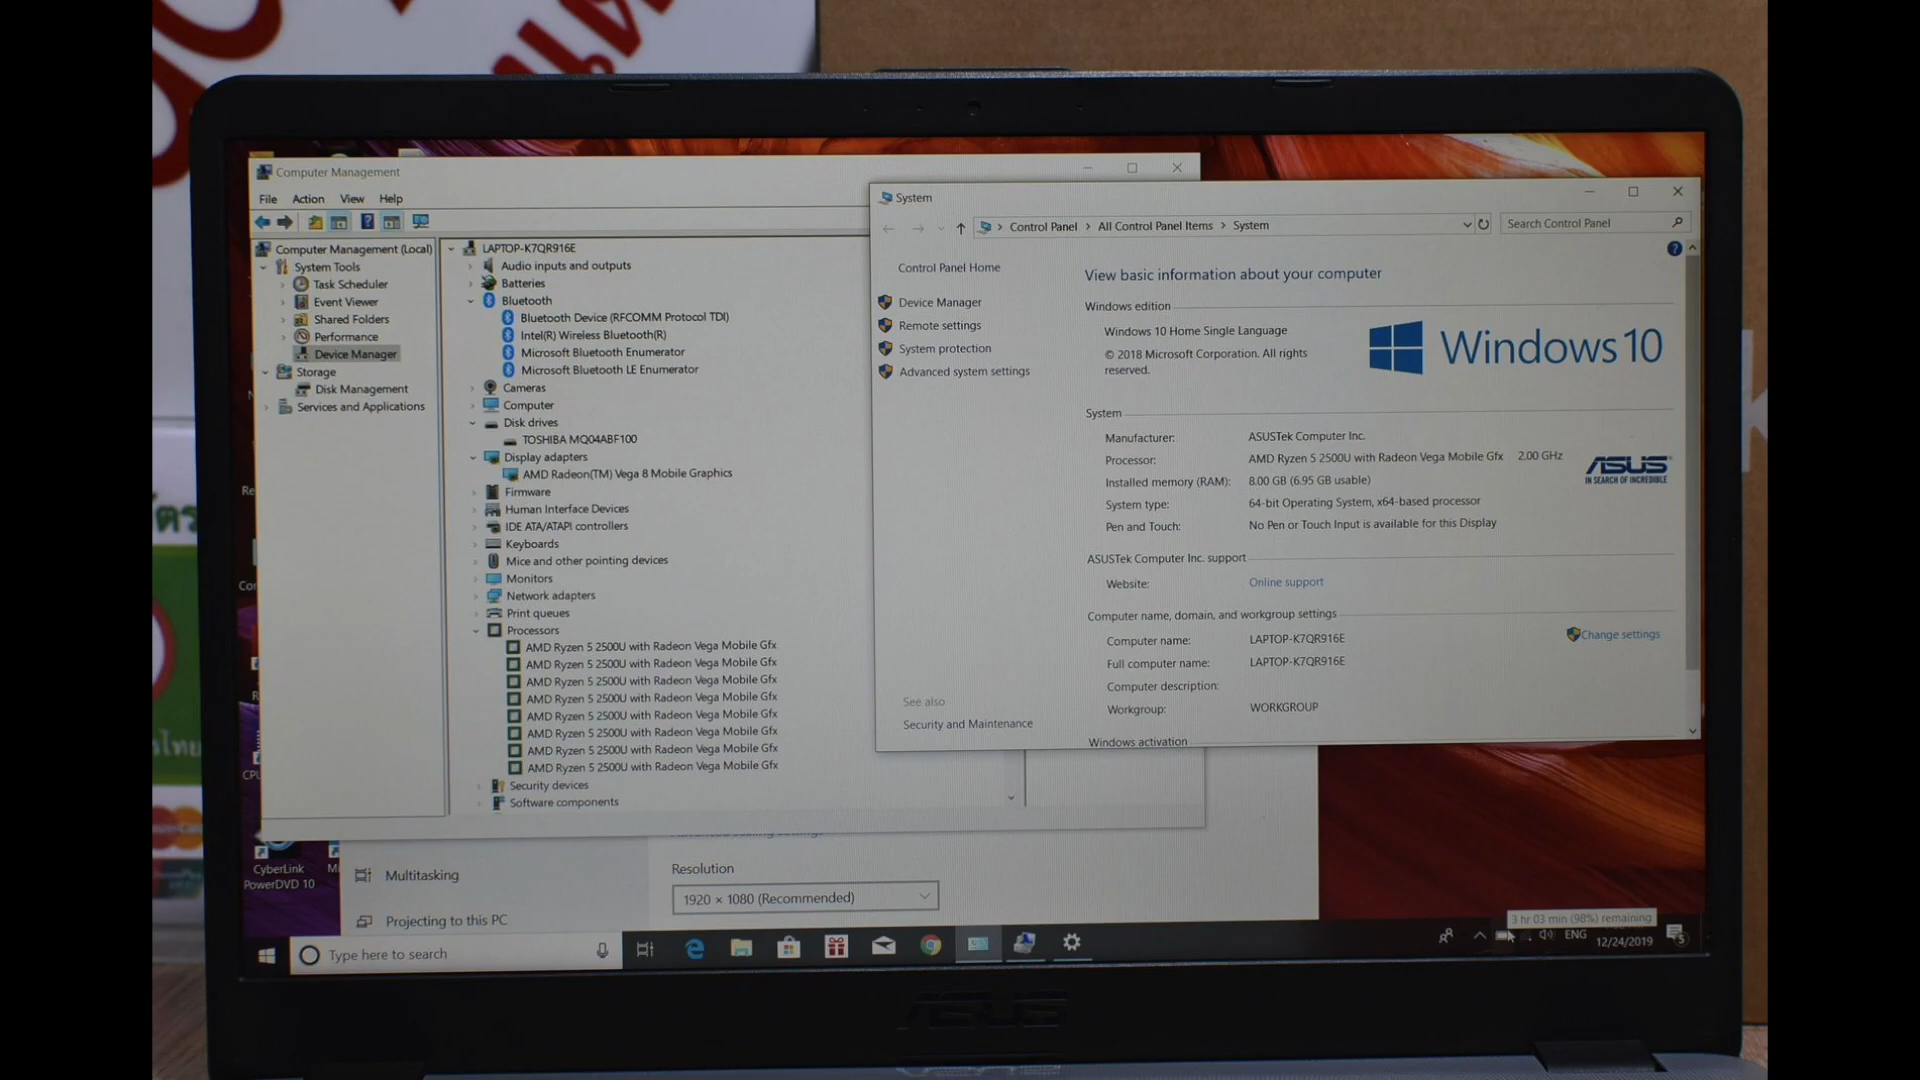 Computer Management
File Action View Help
Computer Management (Local)
System Tools
Task Scheduler
Event Viewer
Shared Folders
Performance
Device Manager
Storage
Disk Management
Services and Applications
LAPTOP-K7QR916E
Audio inputs and outputs
Batteries
Bluetooth
Bluetooth Device (RFCOMM Protocol TDI)
Intel(R) Wireless Bluetooth(R)
Microsoft Bluetooth Enumerator
Microsoft Bluetooth LE Enumerator
Cameras
Computer
Disk drives
TOSHIBA MQ04ABF100
Display adapters
AMD Radeon(TM) Vega 8 Mobile Graphics
Firmware
Human Interface Devices
IDE ATA/ATAPI controllers
Keyboards
Mice and other pointing devices
Monitors
Network adapters
Print queues
Processors
AMD Ryzen 5 2500U with Radeon Vega Mobile Gfx
AMD Ryzen 5 2500U with Radeon Vega Mobile Gfx
AMD Ryzen 5 2500U with Radeon Vega Mobile Gfx
AMD Ryzen 5 2500U with Radeon Vega Mobile Gfx
AMD Ryzen 5 2500U with Radeon Vega Mobile Gfx
AMD Ryzen 5 2500U with Radeon Vega Mobile Gfx
AMD Ryzen 5 2500U with Radeon Vega Mobile Gfx
AMD Ryzen 5 2500U with Radeon Vega Mobile Gfx
Security devices
Software components
System
Control Panel > All Control Panel Items > System
Search Control Panel
Control Panel Home
Device Manager
Remote settings
System protection
Advanced system settings
See also
Security and Maintenance
View basic information about your computer
Windows edition
Windows 10 Home Single Language
© 2018 Microsoft Corporation. All rights
reserved.
Windows 10
System
Manufacturer: ASUSTek Computer Inc.
Processor: AMD Ryzen 5 2500U with Radeon Vega Mobile Gfx 2.00 GHz
Installed memory (RAM): 8.00 GB (6.95 GB usable)
System type: 64-bit Operating System, x64-based processor
Pen and Touch: No Pen or Touch Input is available for this Display
ASUS
IN SEARCH OF INCREDIBLE
ASUSTek Computer Inc. support
Website: Online support
Computer name, domain, and workgroup settings
Computer name: LAPTOP-K7QR916E
Change settings
Full computer name: LAPTOP-K7QR916E
Computer description:
Workgroup: WORKGROUP
Windows activation
CyberLink
PowerDVD 10
Multitasking
Projecting to this PC
Resolution
1920 × 1080 (Recommended)
Type here to search
3 hr 03 min (98%) remaining
ENG
12/24/2019
5
ASUS